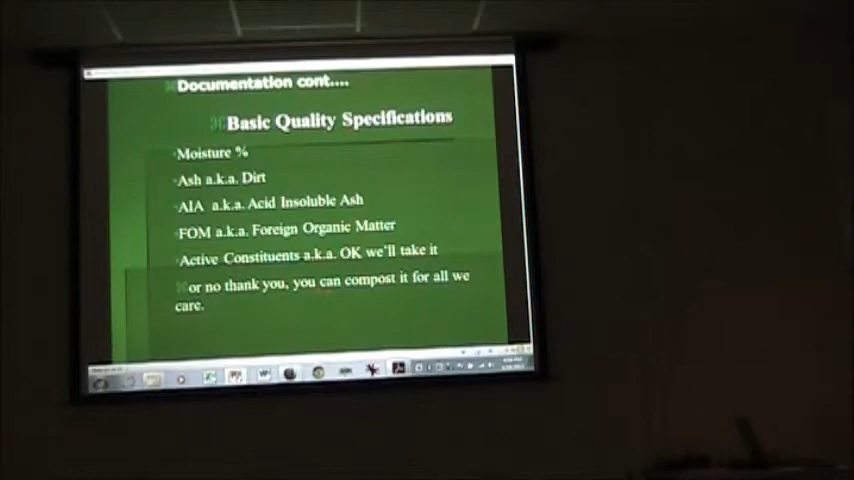 Documentation cont....
Basic Quality Specifications
Moisture %
Ash a.k.a. Dirt
AIA a.k.a. Acid Insoluble Ash
FOM a.k.a. Foreign Organic Matter
Active Constituents a.k.a. OK we'll take it
or no thank you, you can compost it for all we
care.